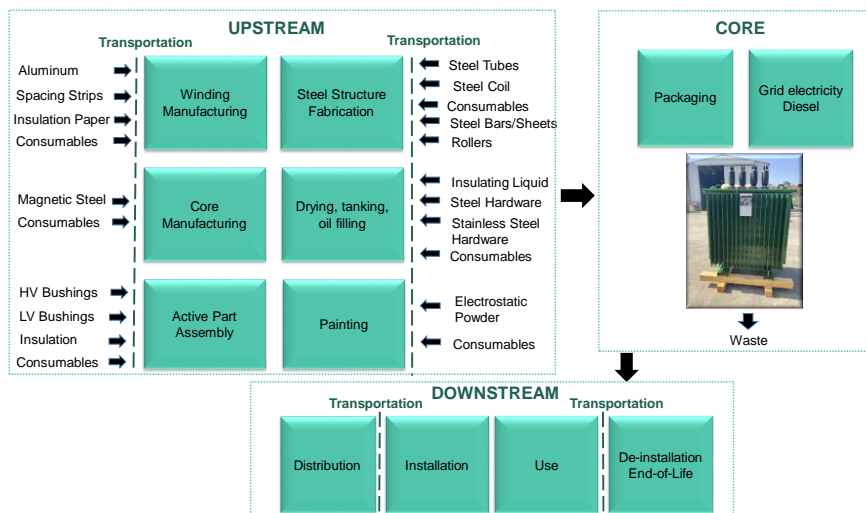 UPSTREAM
Transportation
Transportation
Aluminum
Spacing Strips
Insulation Paper
Consumables
Winding
Manufacturing
Steel Structure
Fabrication
Steel Tubes
Steel Coil
Consumables
Steel Bars/Sheets
Rollers
Magnetic Steel
Consumables
Core
Manufacturing
Drying, tanking,
oil filling
Insulating Liquid
Steel Hardware
Stainless Steel
Hardware
Consumables
HV Bushings
LV Bushings
Insulation
Consumables
Active Part
Assembly
Painting
Electrostatic
Powder
Consumables
CORE
Packaging
Grid electricity
Diesel
Waste
DOWNSTREAM
Transportation
Transportation
Distribution
Installation
Use
De-installation
End-of-Life